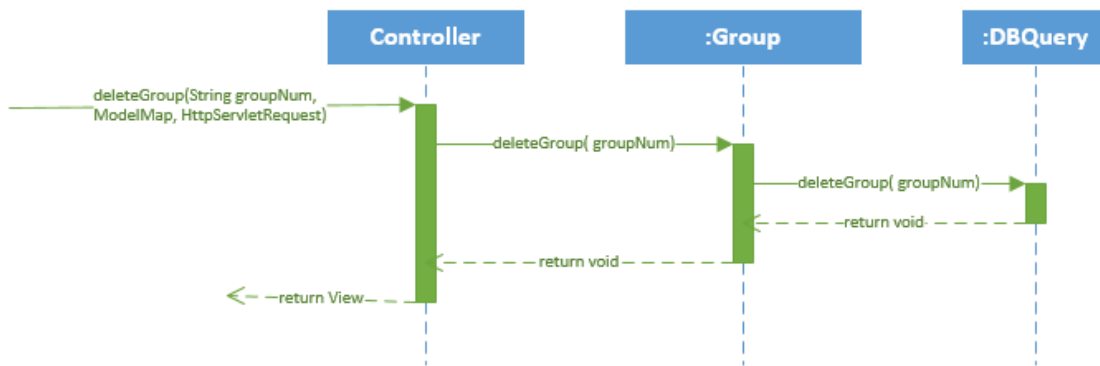 Controller
:Group
:DBQuery
deleteGroup(String groupNum,
ModelMap, HttpServletRequest)
deleteGroup( groupNum)
deleteGroup( groupNum)
return void
return void
return View